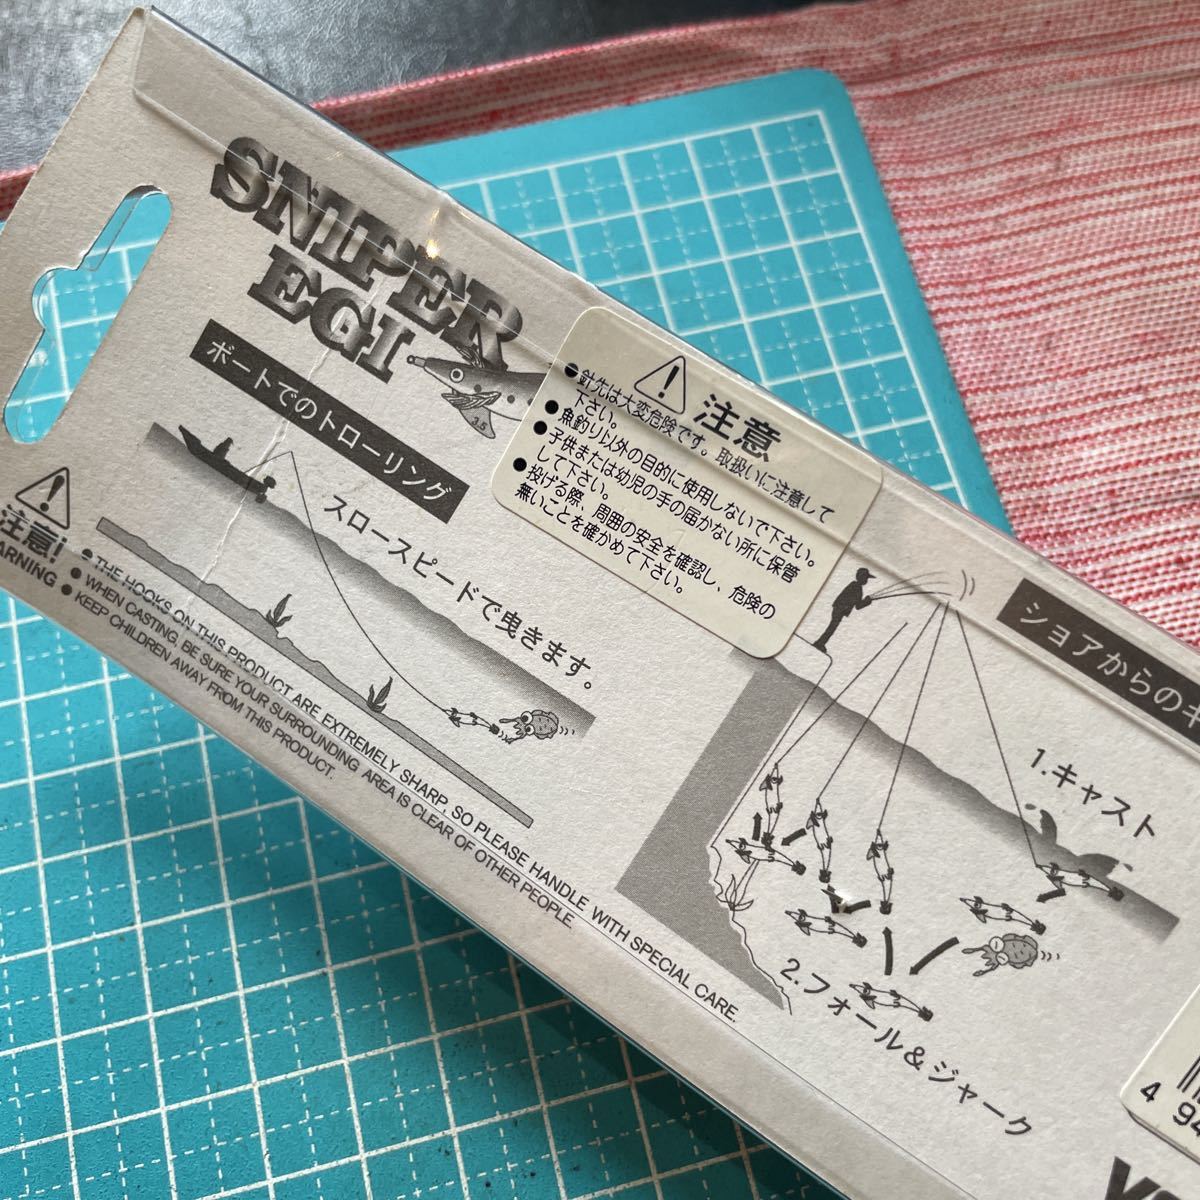 SNIPER
EGI
3.5
ボートでのトローリング
スロースピードで曳きます。
注意
●針先は大変危険です。取扱いに注意して
下さい。
●魚釣り以外の目的に使用しないで下さい。
●子供または幼児の手の届かない所に保管
して下さい。
●投げる際、周囲の安全を確認し、危険の
無いことを確かめて下さい。
注意!
WARNING
●THE HOOKS ON THIS PRODUCT ARE EXTREMELY SHARP, SO PLEASE HANDLE WITH SPECIAL CARE.
●WHEN CASTING, BE SURE YOUR SURROUNDING AREA IS CLEAR OF OTHER PEOPLE.
●KEEP CHILDREN AWAY FROM THIS PRODUCT.
ショアからのキ
1.キャスト
2.フォール&ジャーク
4 94